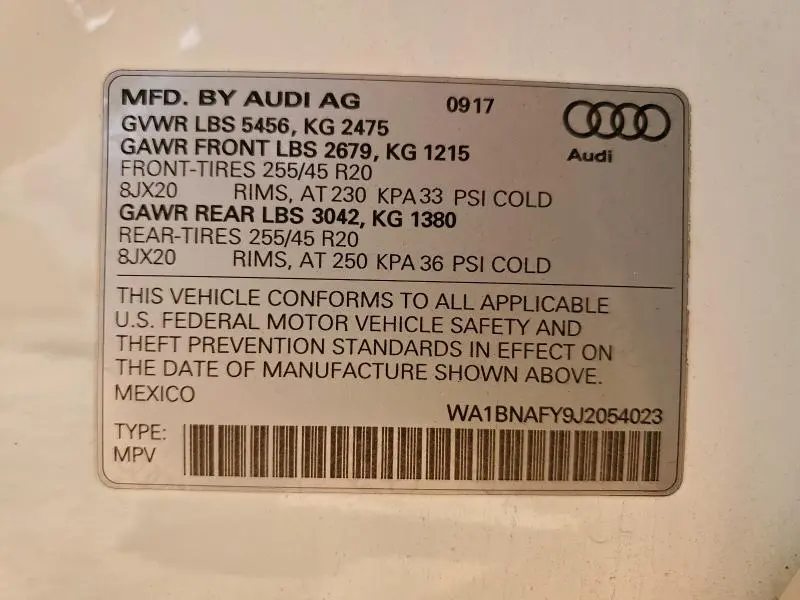 MFD. BY AUDI AG 0917
GVWR LBS 5456, KG 2475
GAWR FRONT LBS 2679, KG 1215
FRONT-TIRES 255/45 R20
8JX20 RIMS, AT 230 KPA 33 PSI COLD
GAWR REAR LBS 3042, KG 1380
REAR-TIRES 255/45 R20
8JX20 RIMS, AT 250 KPA 36 PSI COLD
Audi
THIS VEHICLE CONFORMS TO ALL APPLICABLE
U.S. FEDERAL MOTOR VEHICLE SAFETY AND
THEFT PREVENTION STANDARDS IN EFFECT ON
THE DATE OF MANUFACTURE SHOWN ABOVE.
MEXICO
WA1BNAFY9J2054023
TYPE:
MPV